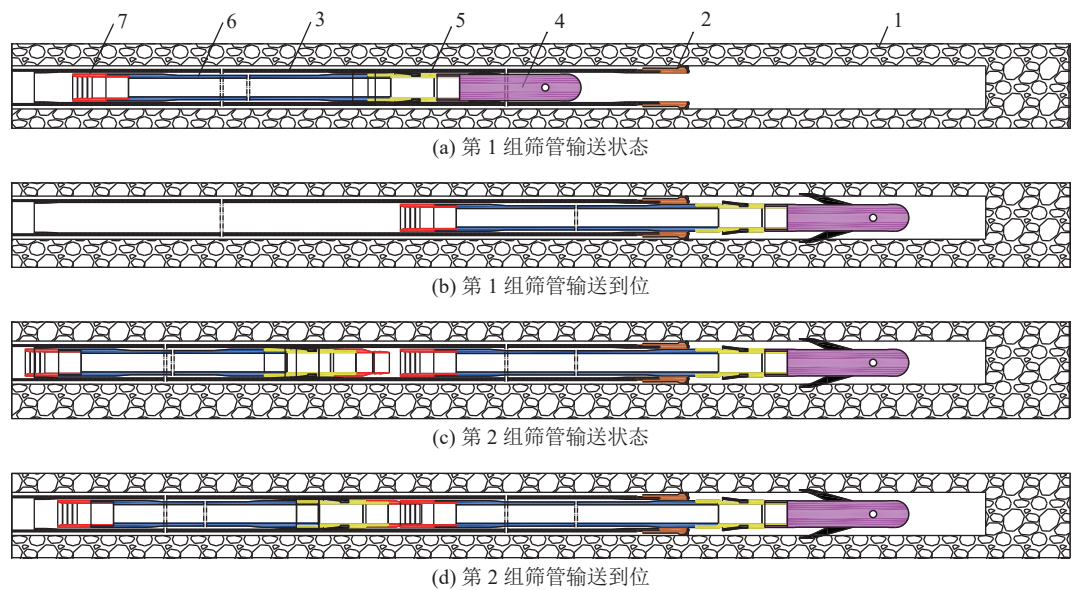 7 6 3 5 4 2 1
(a) 第 1 组筛管输送状态
(b) 第 1 组筛管输送到位
(c) 第 2 组筛管输送状态
(d) 第 2 组筛管输送到位